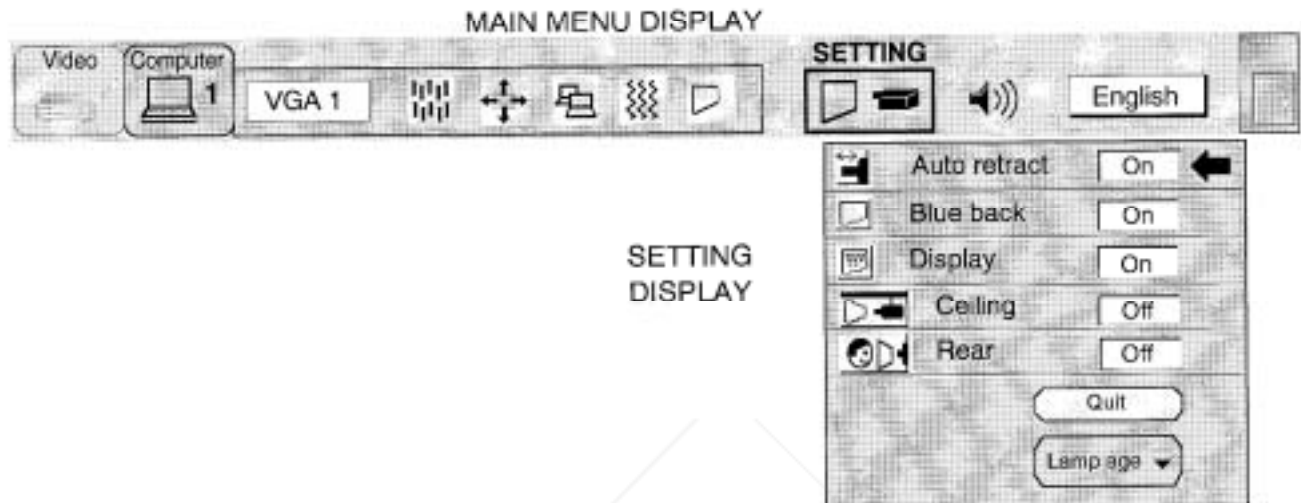 MAIN MENU DISPLAY
Video
Computer
1
VGA 1
SETTING
English
SETTING
DISPLAY
Auto retract On
Blue back On
Display On
Ceiling Off
Rear Off
Quit
Lamp age